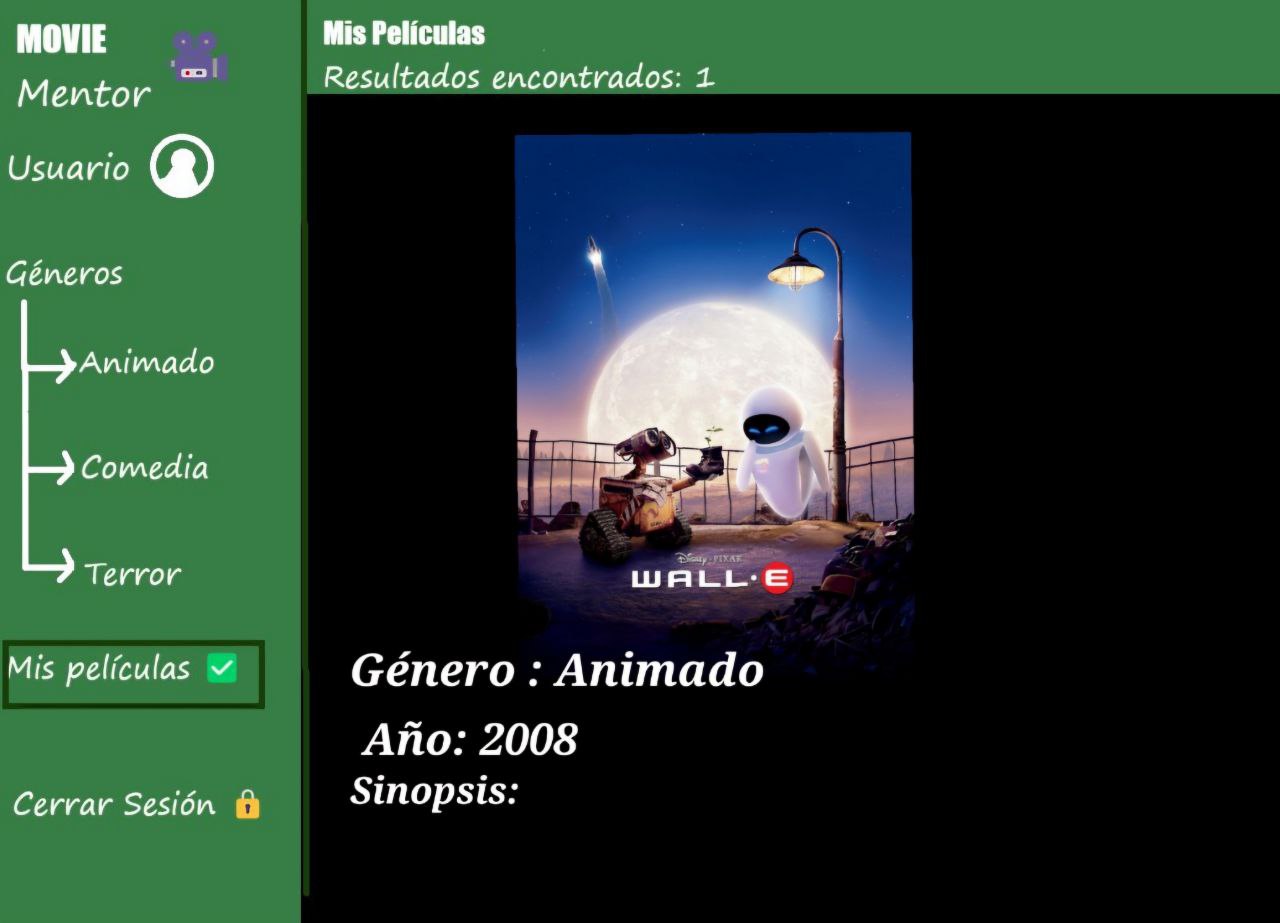 MOVIE
Mentor
Usuario
Géneros
Animado
Comedia
Terror
Mis películas
Cerrar Sesión
Mis Películas
Resultados encontrados: 1
Disney · PIXAR
WALL·E
Género : Animado
Año: 2008
Sinopsis: